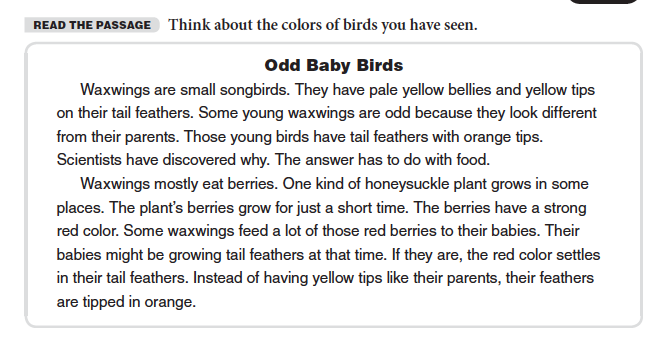 READ THE PASSAGE Think about the colors of birds you have seen.
Odd Baby Birds
Waxwings are small songbirds. They have pale yellow bellies and yellow tips
on their tail feathers. Some young waxwings are odd because they look different
from their parents. Those young birds have tail feathers with orange tips.
Scientists have discovered why. The answer has to do with food.
Waxwings mostly eat berries. One kind of honeysuckle plant grows in some
places. The plant's berries grow for just a short time. The berries have a strong
red color. Some waxwings feed a lot of those red berries to their babies. Their
babies might be growing tail feathers at that time. If they are, the red color settles
in their tail feathers. Instead of having yellow tips like their parents, their feathers
are tipped in orange.